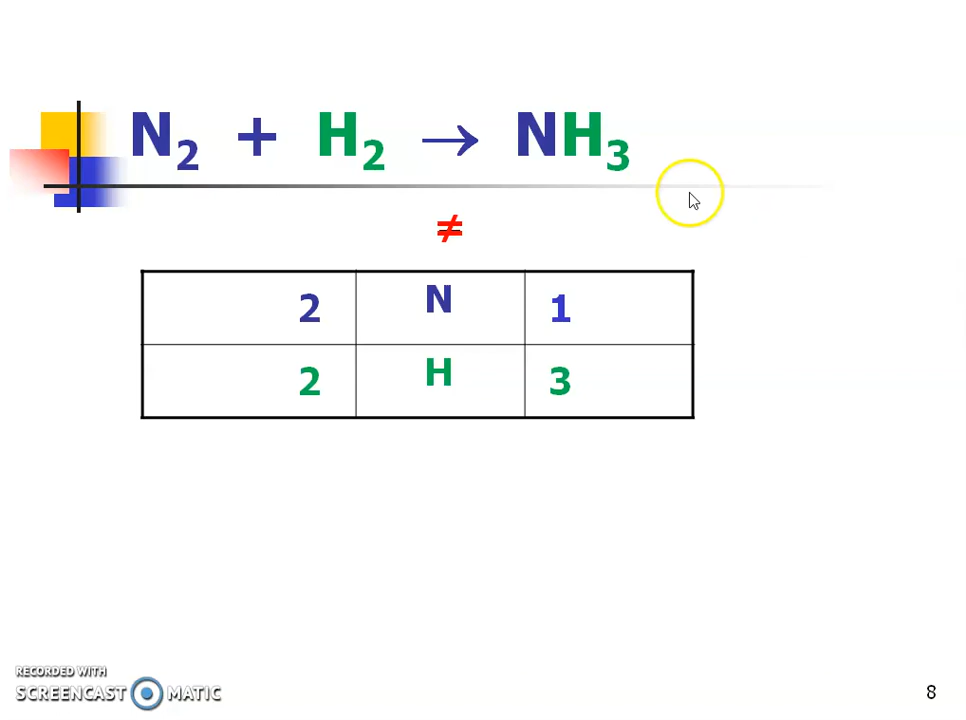 N₂ + H₂ → NH₃
≠
2 N 1
2 H 3
RECORDED WITH
SCREENCAST MATIC
8